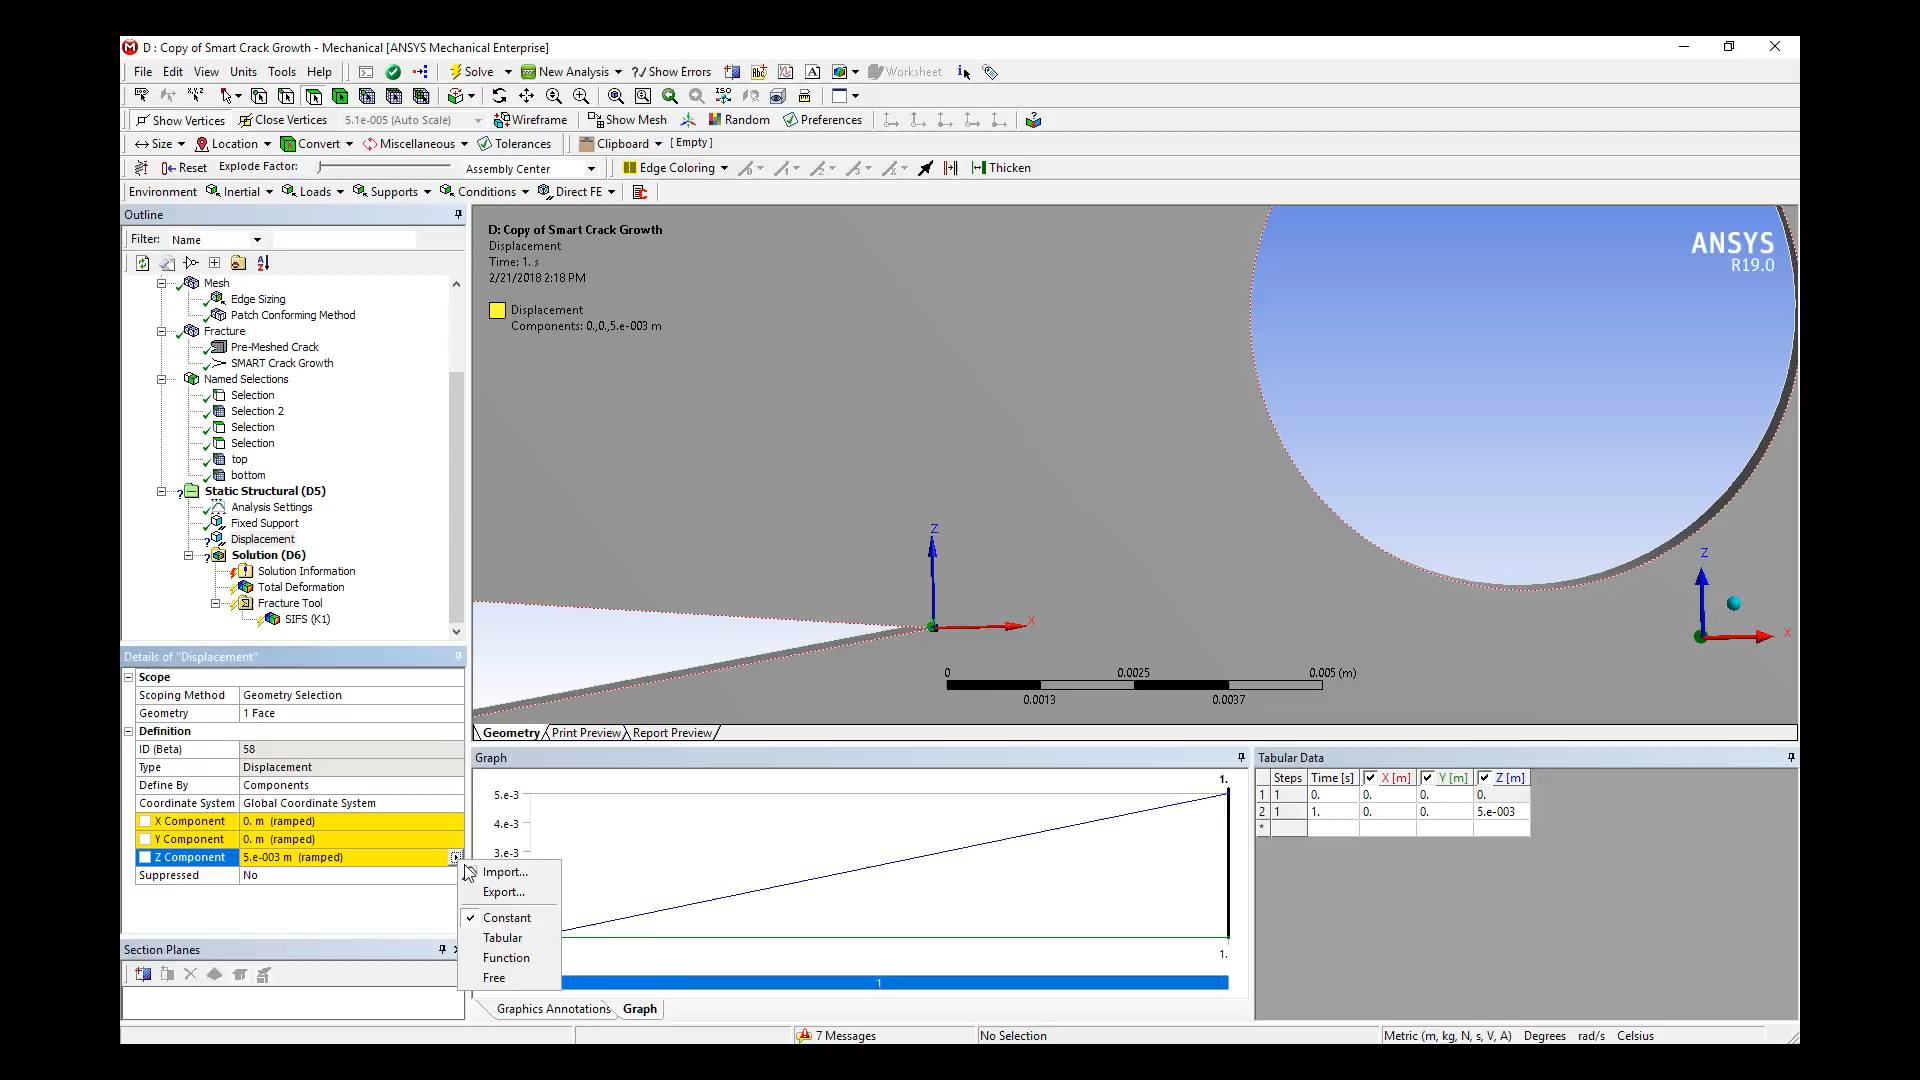 D : Copy of Smart Crack Growth - Mechanical [ANSYS Mechanical Enterprise]
File Edit View Units Tools Help Solve New Analysis ?/Show Errors Worksheet
Show Vertices Close Vertices 5.1e-005 (Auto Scale) Wireframe Show Mesh Random Preferences
Size Location Convert Miscellaneous Tolerances Clipboard [ Empty ]
Reset Explode Factor: Assembly Center Edge Coloring Thicken
Environment Inertial Loads Supports Conditions Direct FE
Outline
Filter: Name
Mesh
Edge Sizing
Patch Conforming Method
Fracture
Pre-Meshed Crack
SMART Crack Growth
Named Selections
Selection
Selection 2
Selection
Selection
top
bottom
Static Structural (D5)
Analysis Settings
Fixed Support
Displacement
Solution (D6)
Solution Information
Total Deformation
Fracture Tool
SIFS (K1)
D: Copy of Smart Crack Growth
Displacement
Time: 1. s
2/21/2018 2:18 PM
Displacement
Components: 0.,0.,5.e-003 m
ANSYS
R19.0
Z
X
Z
X
0 0.0025 0.005 (m)
0.0013 0.0037
Details of "Displacement"
Scope
Scoping Method Geometry Selection
Geometry 1 Face
Definition
ID (Beta) 58
Type Displacement
Define By Components
Coordinate System Global Coordinate System
X Component 0. m (ramped)
Y Component 0. m (ramped)
Z Component 5.e-003 m (ramped)
Suppressed No
Import...
Export...
Constant
Tabular
Function
Free
Section Planes
Geometry Print Preview Report Preview
Graph
1.
5.e-3
4.e-3
3.e-3
1.
1
Graphics Annotations Graph
Tabular Data
Steps Time [s] X [m] Y [m] Z [m]
1 1 0. 0. 0. 0.
2 1 1. 0. 0. 5.e-003
*
7 Messages No Selection Metric (m, kg, N, s, V, A) Degrees rad/s Celsius